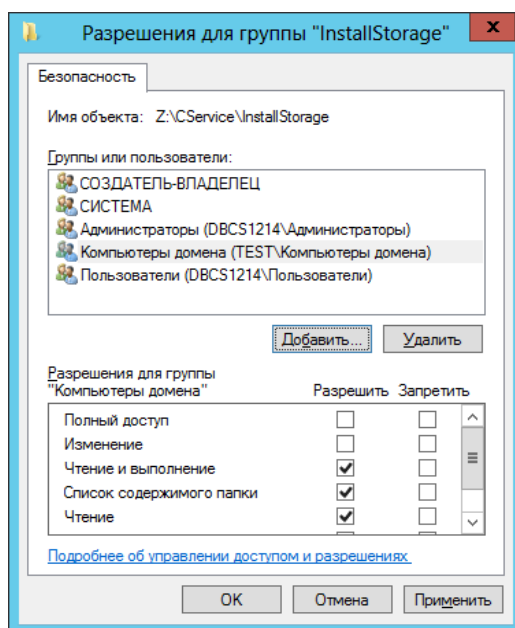 Разрешения для группы "InstallStorage"
x
Безопасность
Имя объекта: Z:\CService\InstallStorage
Группы или пользователи:
СОЗДАТЕЛЬ-ВЛАДЕЛЕЦ
СИСТЕМА
Администраторы (DBCS1214\Администраторы)
Компьютеры домена (TEST\Компьютеры домена)
Пользователи (DBCS1214\Пользователи)
Добавить... Удалить
Разрешения для группы
"Компьютеры домена" Разрешить Запретить
Полный доступ
Изменение
Чтение и выполнение
Список содержимого папки
Чтение
Подробнее об управлении доступом и разрешениях
OK Отмена Применить